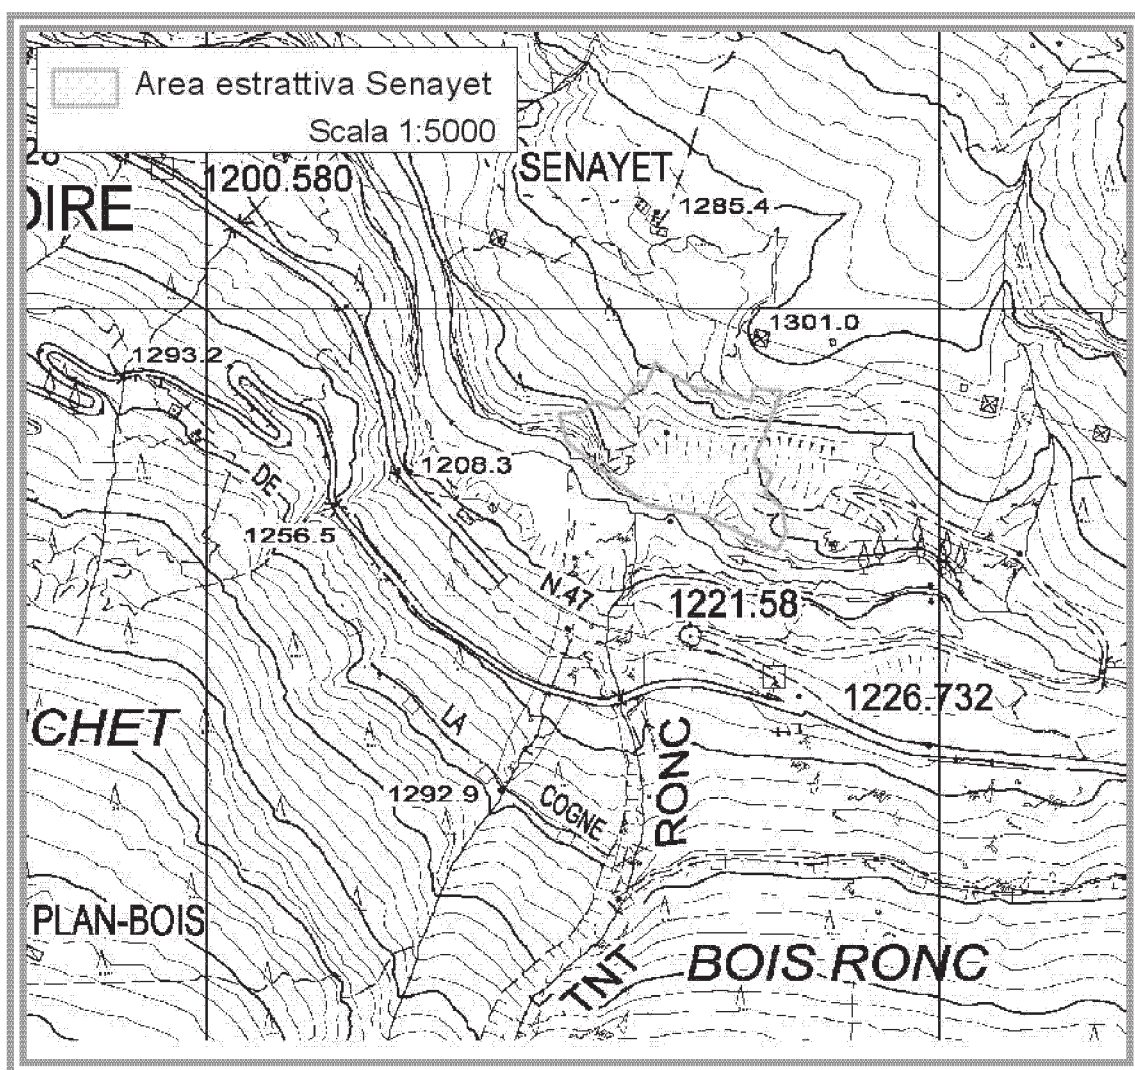 Area estrattiva Senayet
Scala 1:5000
SENAYET
1200.580
1285.4
OIRE
1301.0
1293.2
1208.3
DE
1256.5
N.47
1221.58
1226.732
CHET
LA
RONC
1292.9
COGNE
PLAN-BOIS
BOIS RONC
TNT